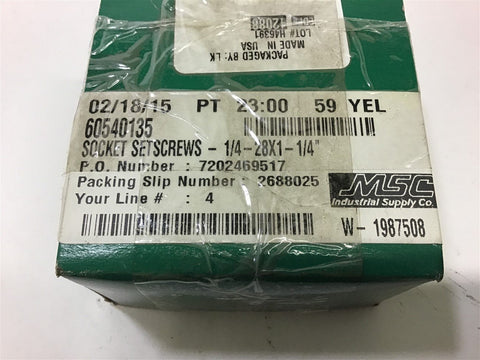 PACKAGED BY: LK
MADE IN USA
LOT# H46391
02/18/15 PT 23:00 59 YEL
60540135
SOCKET SETSCREWS - 1/4-28X1-1/4"
P.O. Number : 7202469517
Packing Slip Number : 2688025
Your Line # : 4
MSC
Industrial Supply Co.
W- 1987508